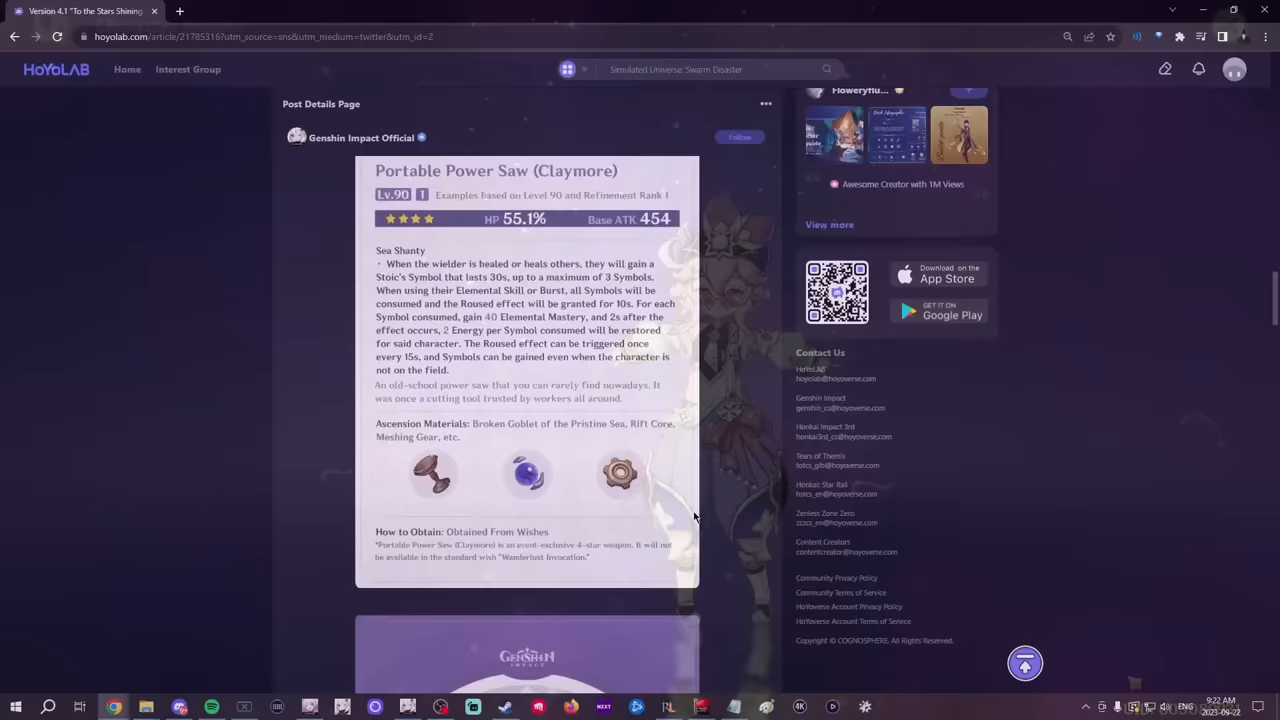 Version 4.1 "To the Stars Shining
hoyolab.com/article/21785316?utm_source=sns&utm_medium=twitter&utm_id=2
HoYoLAB
Home
Interest Group
Simulated Universe: Swarm Disaster
Post Details Page
Genshin Impact Official
Follow
Portable Power Saw (Claymore)
Lv.90 1 Examples based on Level 90 and Refinement Rank 1
HP 55.1% Base ATK 454
Sea Shanty
· When the wielder is healed or heals others, they will gain a
Stoic's Symbol that lasts 30s, up to a maximum of 3 Symbols.
When using their Elemental Skill or Burst, all Symbols will be
consumed and the Roused effect will be granted for 10s. For each
Symbol consumed, gain 40 Elemental Mastery, and 2s after the
effect occurs, 2 Energy per Symbol consumed will be restored
for said character. The Roused effect can be triggered once
every 15s, and Symbols can be gained even when the character is
not on the field.
An old-school power saw that you can rarely find nowadays. It
was once a cutting tool trusted by workers all around.
Ascension Materials: Broken Goblet of the Pristine Sea, Rift Core,
Meshing Gear, etc.
How to Obtain: Obtained From Wishes
*Portable Power Saw (Claymore) is an event-exclusive 4-star weapon. It will not
be available in the standard wish "Wanderlust Invocation."
GENSHIN
IMPACT
Floweryflu...
Awesome Creator with 1M Views
View more
Download on the
App Store
GET IT ON
Google Play
Contact Us
HoYoLAB
hoyolab@hoyoverse.com
Genshin Impact
genshin_cs@hoyoverse.com
Honkai Impact 3rd
honkai3rd_cs@hoyoverse.com
Tears of Themis
totcs_glb@hoyoverse.com
Honkai: Star Rail
hsrcs_en@hoyoverse.com
Zenless Zone Zero
zzzcs_en@hoyoverse.com
Content Creators
contentcreator@hoyoverse.com
Community Privacy Policy
Community Terms of Service
HoYoverse Account Privacy Policy
HoYoverse Account Terms of Service
Copyright © COGNOSPHERE. All Rights Reserved.
NEXT
4K
ENG
9:22 AM
2023-09-22